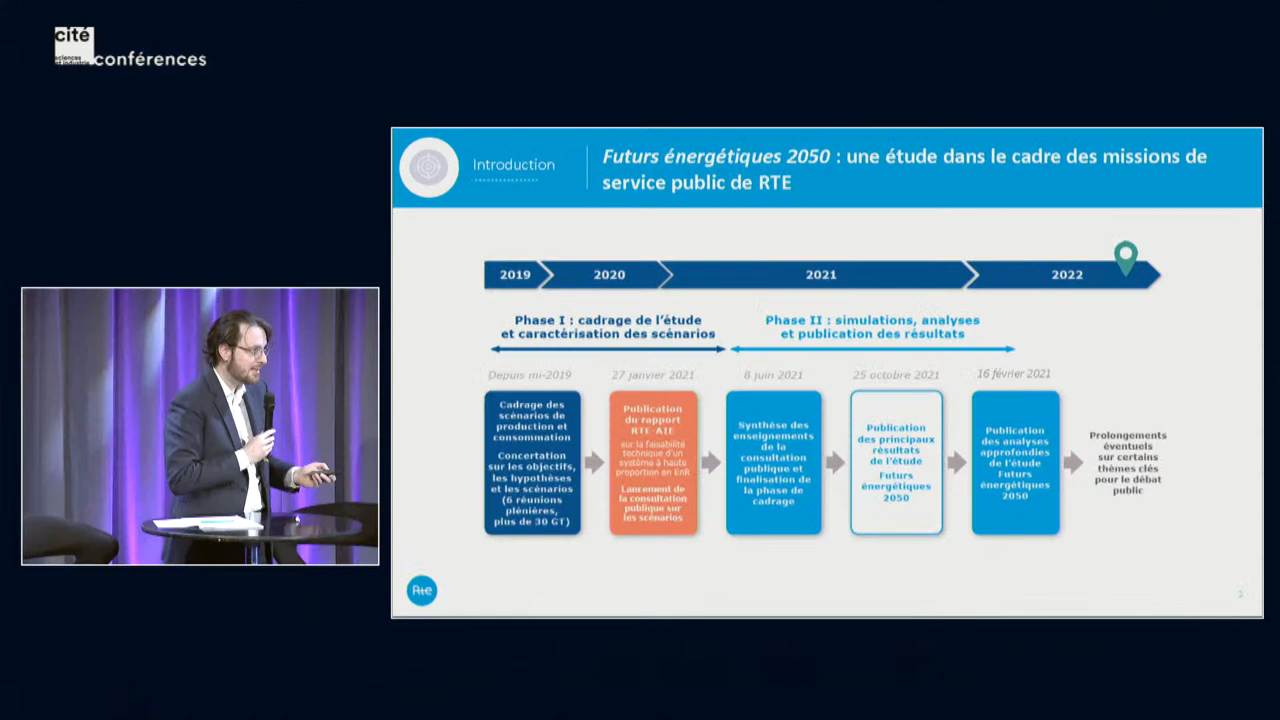 cité
sciences
et industrie
conférences
Introduction
Futurs énergétiques 2050 : une étude dans le cadre des missions de
service public de RTE
2019
2020
2021
2022
Phase I : cadrage de l'étude
et caractérisation des scénarios
Phase II : simulations, analyses
et publication des résultats
Depuis mi-2019
27 janvier 2021
8 juin 2021
25 octobre 2021
16 février 2021
Cadrage des
scénarios de
production et
consommation
Concertation
sur les objectifs,
les hypothèses
et les scénarios
(6 réunions
plénières,
plus de 30 GT)
Publication
du rapport
RTE-AIE
sur la faisabilité
technique d'un
système à haute
proportion en EnR
Lancement de
la consultation
publique sur
les scénarios
Synthèse des
enseignements
de la
consultation
publique et
finalisation de
la phase de
cadrage
Publication
des principaux
résultats
de l'étude
Futurs
énergétiques
2050
Publication
des analyses
approfondies
de l'étude
Futurs
énergétiques
2050
Prolongements
éventuels
sur certains
thèmes clés
pour le débat
public
Rte
2